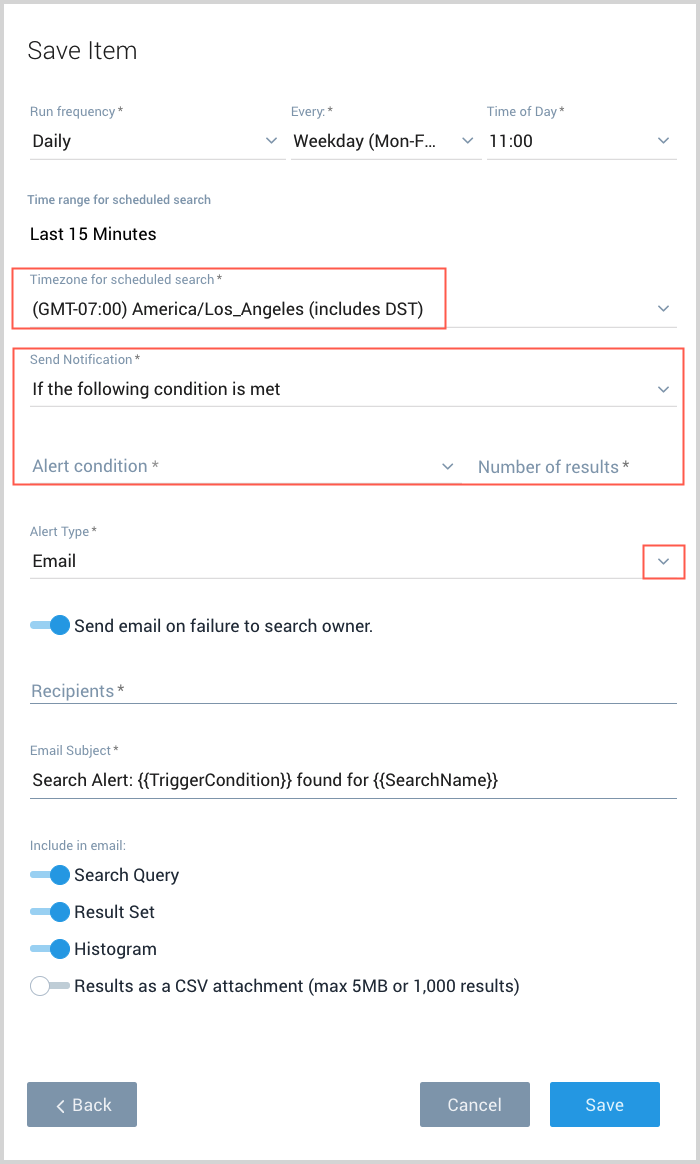 Save Item
Run frequency * Every: * Time of Day *
Daily Weekday (Mon-F... 11:00
Time range for scheduled search
Last 15 Minutes
Timezone for scheduled search *
(GMT-07:00) America/Los_Angeles (includes DST)
Send Notification *
If the following condition is met
Alert condition * Number of results *
Alert Type *
Email
Send email on failure to search owner.
Recipients *
Email Subject *
Search Alert: {{TriggerCondition}} found for {{SearchName}}
Include in email:
Search Query
Result Set
Histogram
Results as a CSV attachment (max 5MB or 1,000 results)
Back Cancel Save